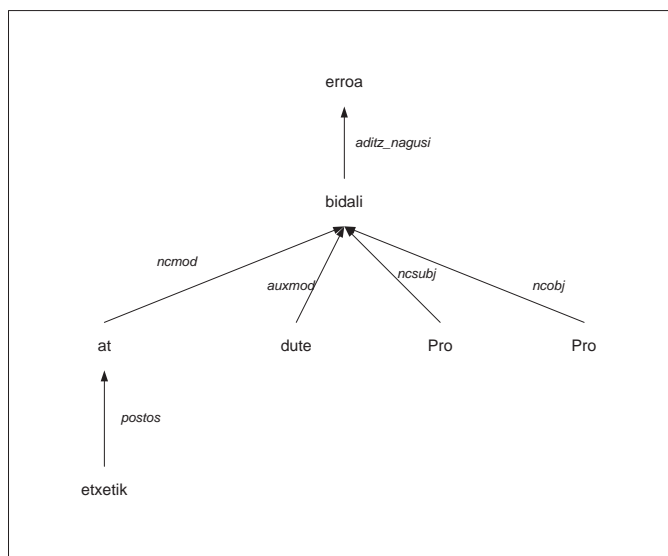 erroa
aditz_nagusi
bidali
ncmod
auxmod
ncsubj
ncobj
at
dute
Pro
Pro
postos
etxetik